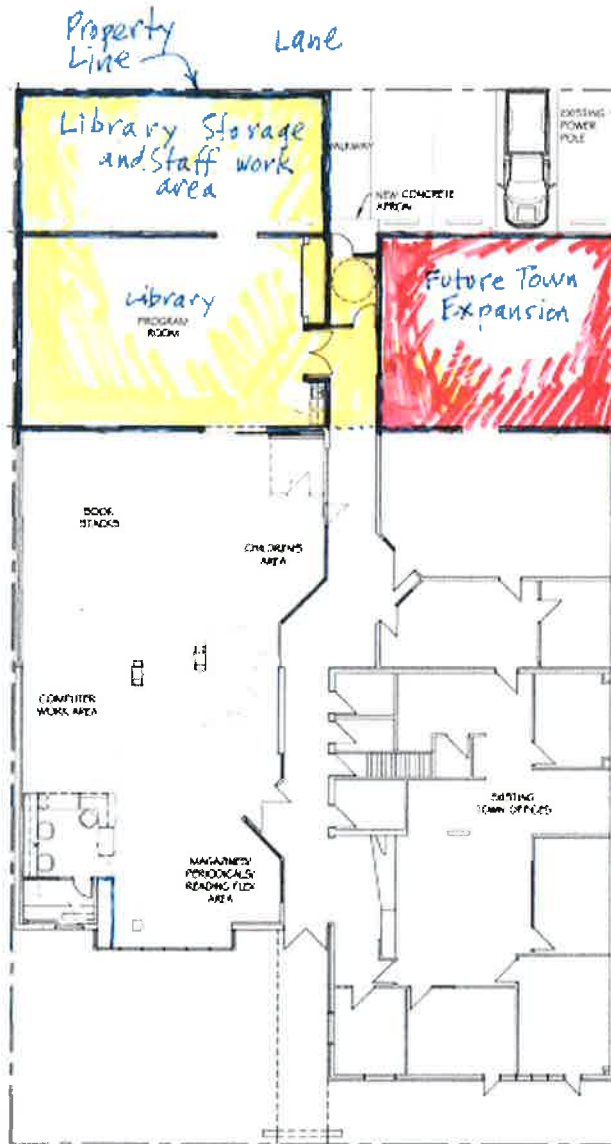 Property
Line
Lane
Library Storage
and Staff work
area
WALKWAY
EXISTING
POWER
POLE
NEW CONCRETE
APRON
Library
PROGRAM
ROOM
Future Town
Expansion
BOOK
STACKS
CHILDREN'S
AREA
COMPUTER
WORK AREA
EXISTING
TOWN OFFICES
MAGAZINES/
PERIODICALS/
READING FLEX
AREA